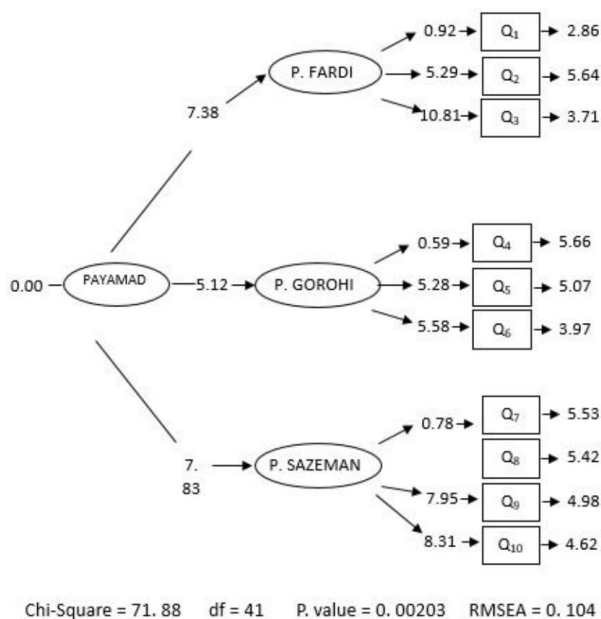 0.92 Q₁ 2.86
P. FARDI 5.29 Q₂ 5.64
10.81 Q₃ 3.71
7.38
0.59 Q₄ 5.66
0.00 PAYAMAD 5.12 P. GOROHI 5.28 Q₅ 5.07
5.58 Q₆ 3.97
0.78 Q₇ 5.53
Q₈ 5.42
7.
83
P. SAZEMAN
7.95 Q₉ 4.98
8.31 Q₁₀ 4.62
Chi-Square = 71. 88 df = 41 P. value = 0. 00203 RMSEA = 0. 104